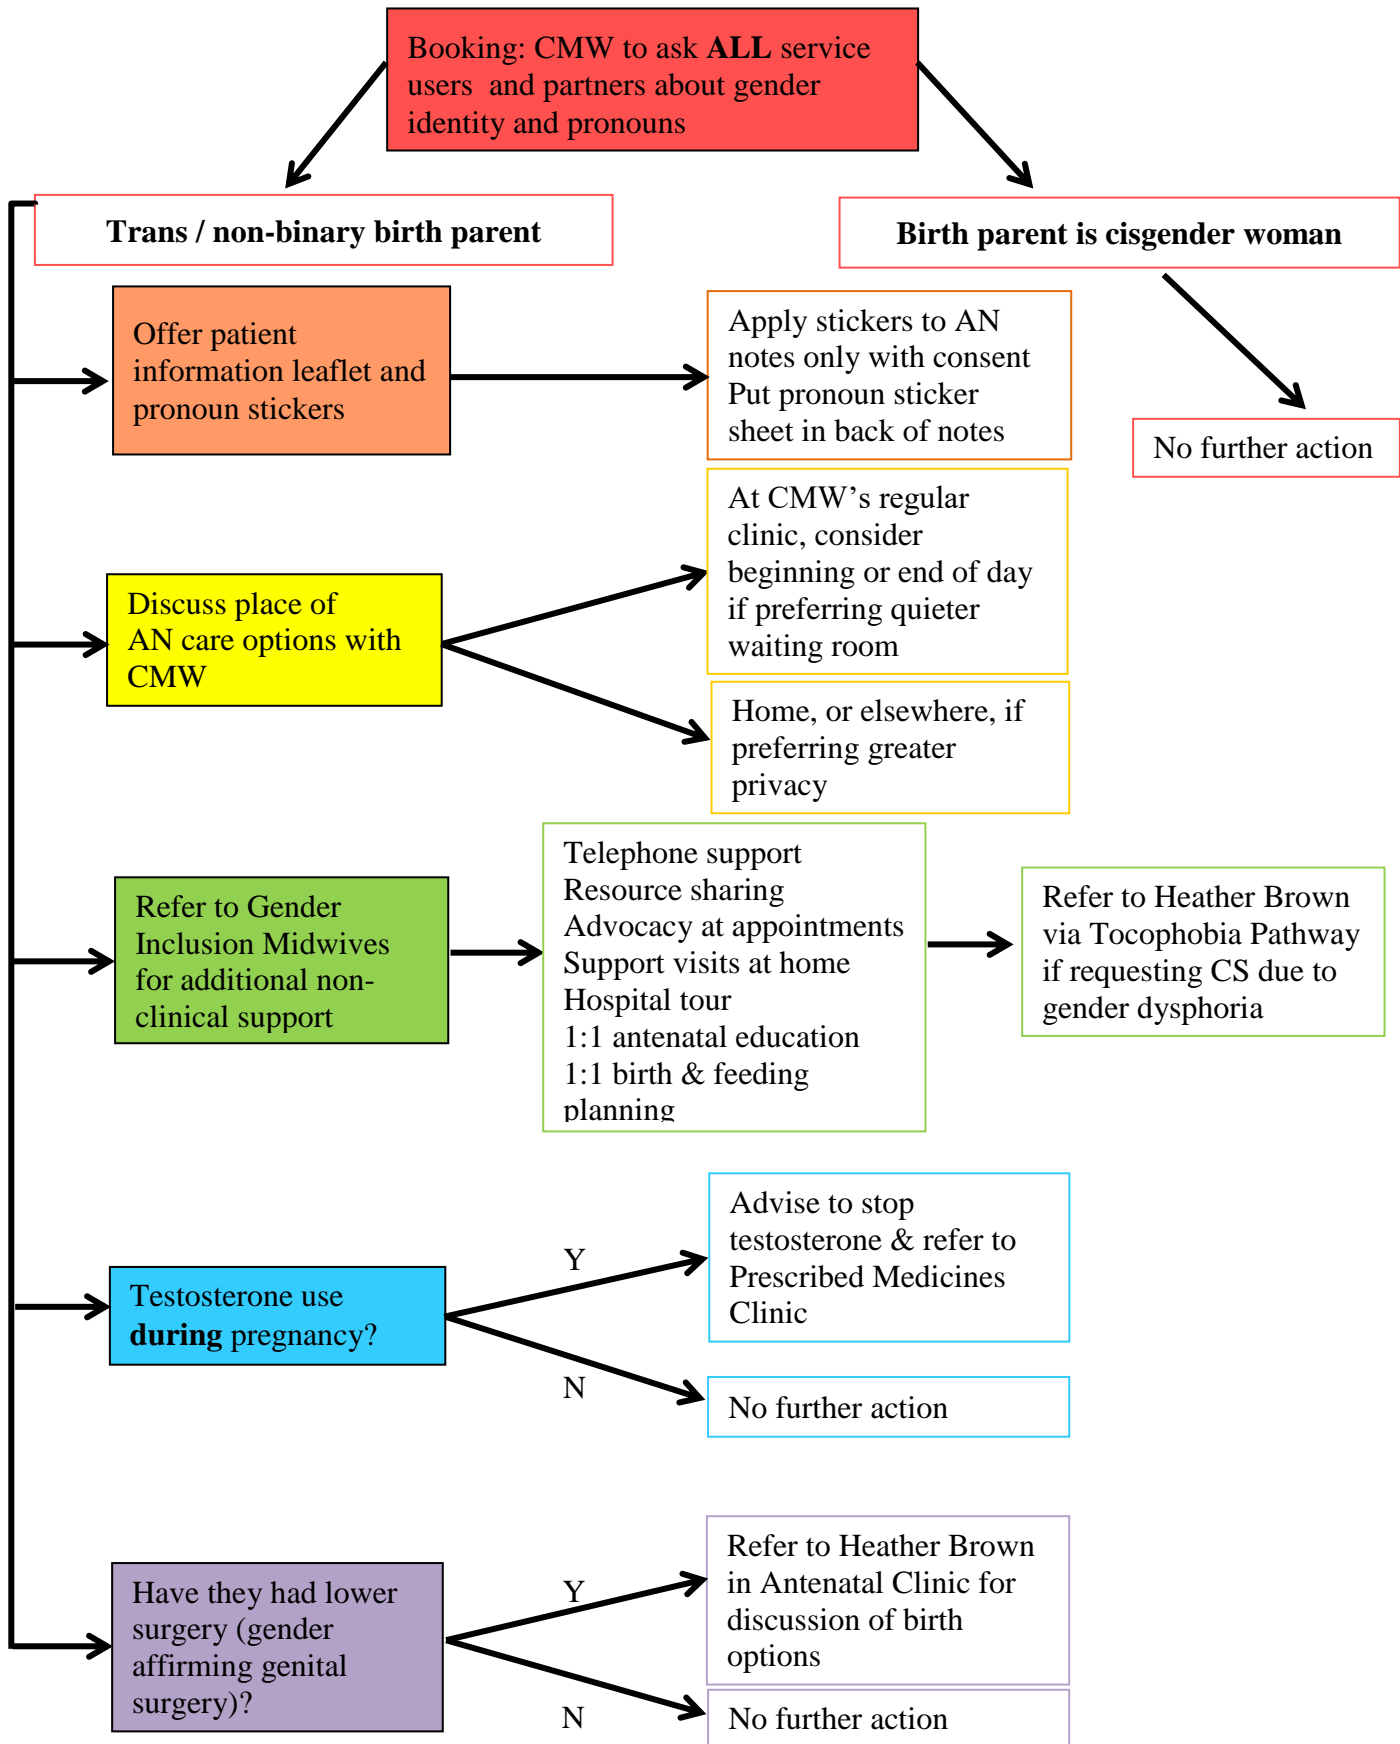 Booking: CMW to ask ALL service
users and partners about gender
identity and pronouns
Trans / non-binary birth parent
Birth parent is cisgender woman
Offer patient
information leaflet and
pronoun stickers
Apply stickers to AN
notes only with consent
Put pronoun sticker
sheet in back of notes
No further action
Discuss place of
AN care options with
CMW
At CMW’s regular
clinic, consider
beginning or end of day
if preferring quieter
waiting room
Home, or elsewhere, if
preferring greater
privacy
Refer to Gender
Inclusion Midwives
for additional non-
clinical support
Telephone support
Resource sharing
Advocacy at appointments
Support visits at home
Hospital tour
1:1 antenatal education
1:1 birth & feeding
planning
Refer to Heather Brown
via Tocophobia Pathway
if requesting CS due to
gender dysphoria
Testosterone use
during pregnancy?
Y
Advise to stop
testosterone & refer to
Prescribed Medicines
Clinic
N
No further action
Have they had lower
surgery (gender
affirming genital
surgery)?
Y
Refer to Heather Brown
in Antenatal Clinic for
discussion of birth
options
N
No further action